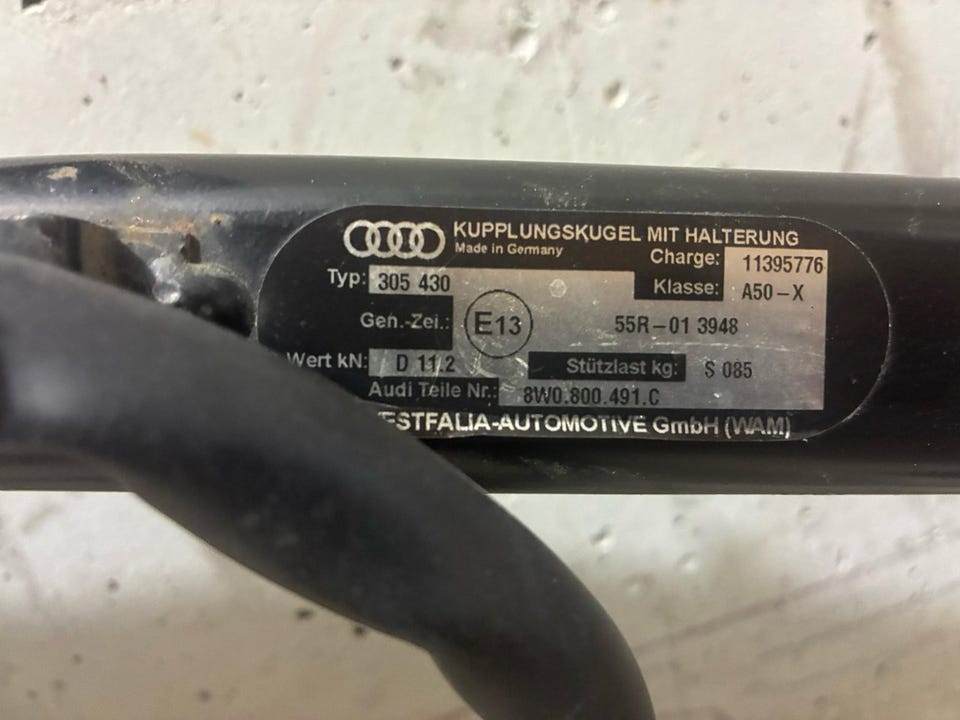 KUPPLUNGSKUGEL MIT HALTERUNG
Made in Germany
Charge: 11395776
Typ: 305 430
Klasse: A50-X
Gen.-Zei.: E13 55R-01 3948
Wert kN: D 11.2 Stützlast kg: S 085
Audi Teile Nr.: 8W0.800.491.C
ESTFALIA-AUTOMOTIVE GmbH (WAM)